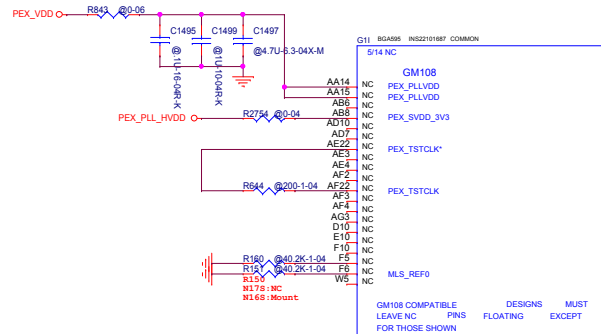 PEX_VDD R843 @0-06
C1495 C1499 C1497
@.1U-16-04R-K
@.1U-10-04R-K
@4.7U-6.3-04X-M
G1I BGA595 INS22101687 COMMON
5/14 NC
GM108
AA14 NC PEX_PLLVDD
AA15 NC PEX_PLLVDD
AB6 NC
PEX_PLL_HVDD R2754 @0-04 AB8 NC PEX_SVDD_3V3
AD10 NC
AD7 NC
AE22 NC PEX_TSTCLK*
AE3 NC
AE4 NC
AF2 NC
R644 @200-1-04 AF22 NC PEX_TSTCLK
AF3 NC
AF4 NC
AG3 NC
D10 NC
E10 NC
F10 NC
R160 @40.2K-1-04 F5 NC
R151 @40.2K-1-04 F6 NC MLS_REF0
W5 NC
R150
N17S:NC
N16S:Mount
GM108 COMPATIBLE DESIGNS MUST
LEAVE NC PINS FLOATING EXCEPT
FOR THOSE SHOWN